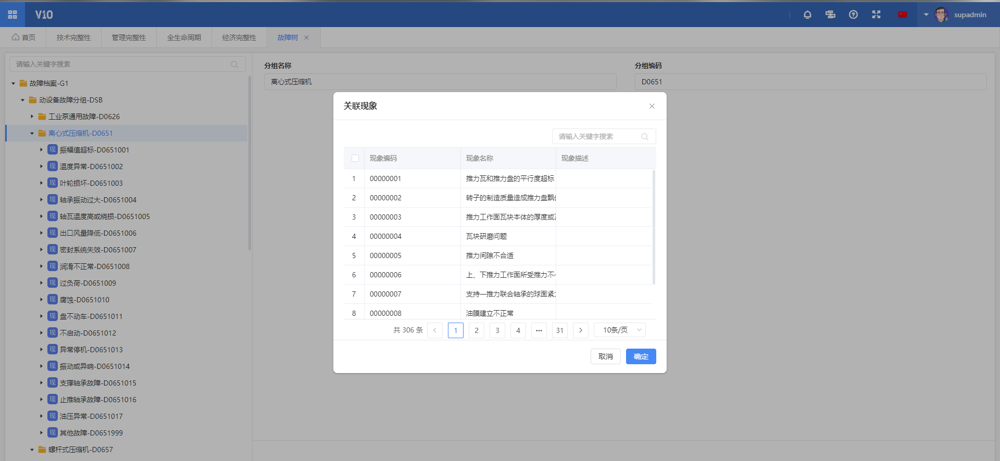 V10
supadmin
首页
技术完整性
管理完整性
全生命周期
经济完整性
故障树
请输入关键字搜索
故障档案-G1
动设备故障分组-DSB
工业泵通用故障-D0626
离心式压缩机-D0651
现 振幅值超标-D0651001
现 温度异常-D0651002
现 叶轮损坏-D0651003
现 轴承振动过大-D0651004
现 轴瓦温度高或烧损-D0651005
现 出口风量降低-D0651006
现 密封系统失效-D0651007
现 润滑不正常-D0651008
现 过负荷-D0651009
现 腐蚀-D0651010
现 盘不动车-D0651011
现 不启动-D0651012
现 异常停机-D0651013
现 振动或异响-D0651014
现 支撑轴承故障-D0651015
现 止推轴承故障-D0651016
现 油压异常-D0651017
现 其他故障-D0651999
螺杆式压缩机-D0657
分组名称
离心式压缩机
分组编码
D0651
关联现象
请输入关键字搜索
现象编码 现象名称 现象描述
1 00000001 推力瓦和推力盘的平行度超标
2 00000002 转子的制造质量造成推力盘飘
3 00000003 推力工作面瓦块本体的厚度或
4 00000004 瓦块研磨问题
5 00000005 推力间隙不合适
6 00000006 上、下推力工作面所受推力不
7 00000007 支持一推力联合轴承的球面紧
8 00000008 油膜建立不正常
共 306 条 1 2 3 4 ••• 31 10条/页
取消 确定